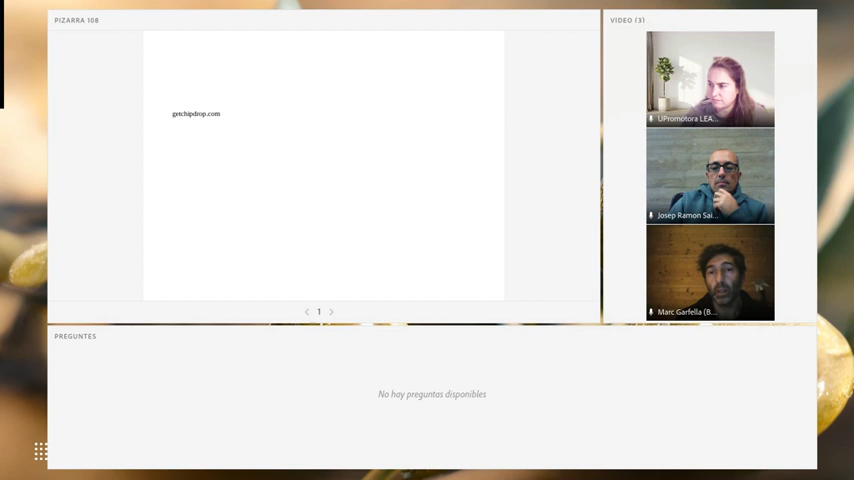 PIZARRA 108
getchipdrop.com
1
VIDEO (3)
UPromotora LEA...
Josep Ramon Sai...
Marc Garfella (B...
PREGUNTES
No hay preguntas disponibles